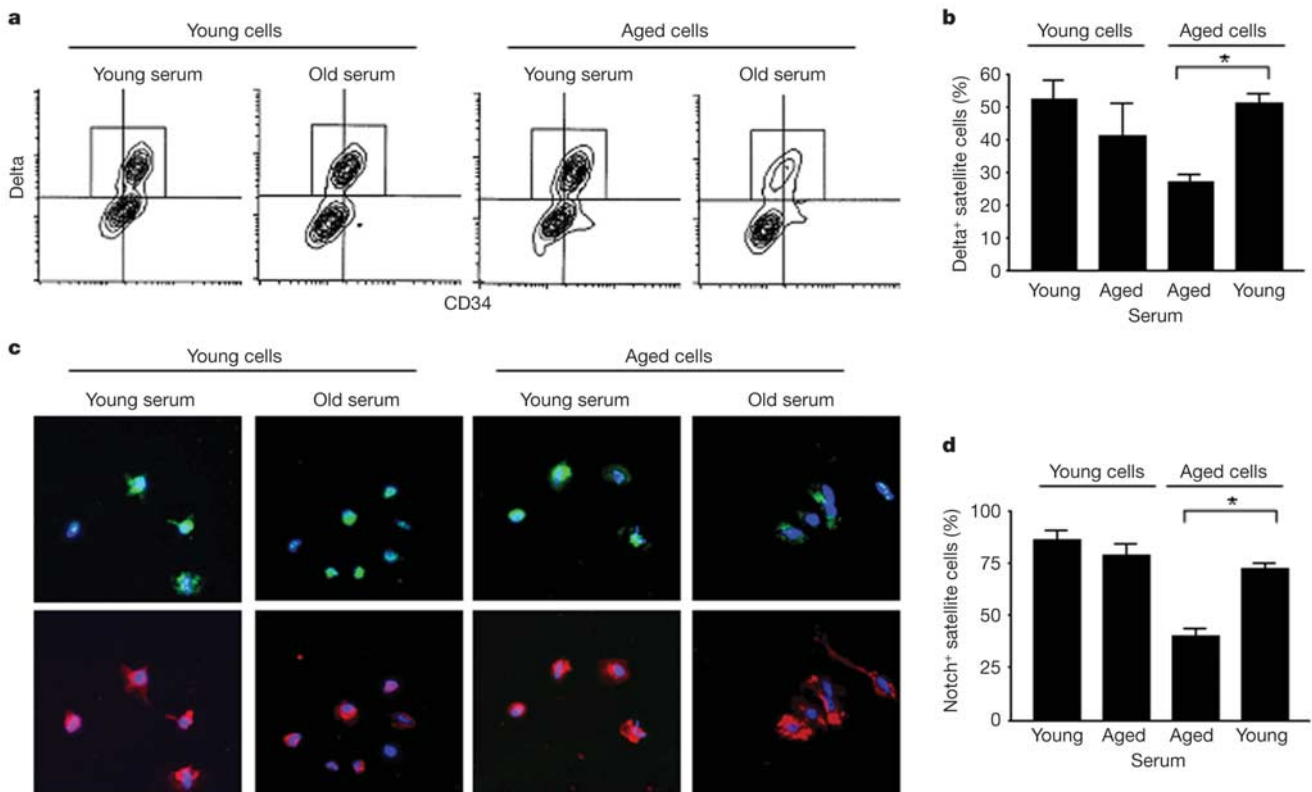 a
Young cells
Aged cells
Young serum
Old serum
Young serum
Old serum
Delta
CD34
b
Young cells
Aged cells
*
Delta+ satellite cells (%)
60
50
40
30
20
10
0
Young
Aged
Aged
Young
Serum
c
Young cells
Aged cells
Young serum
Old serum
Young serum
Old serum
d
Young cells
Aged cells
*
Notch+ satellite cells (%)
100
75
50
25
0
Young
Aged
Aged
Young
Serum